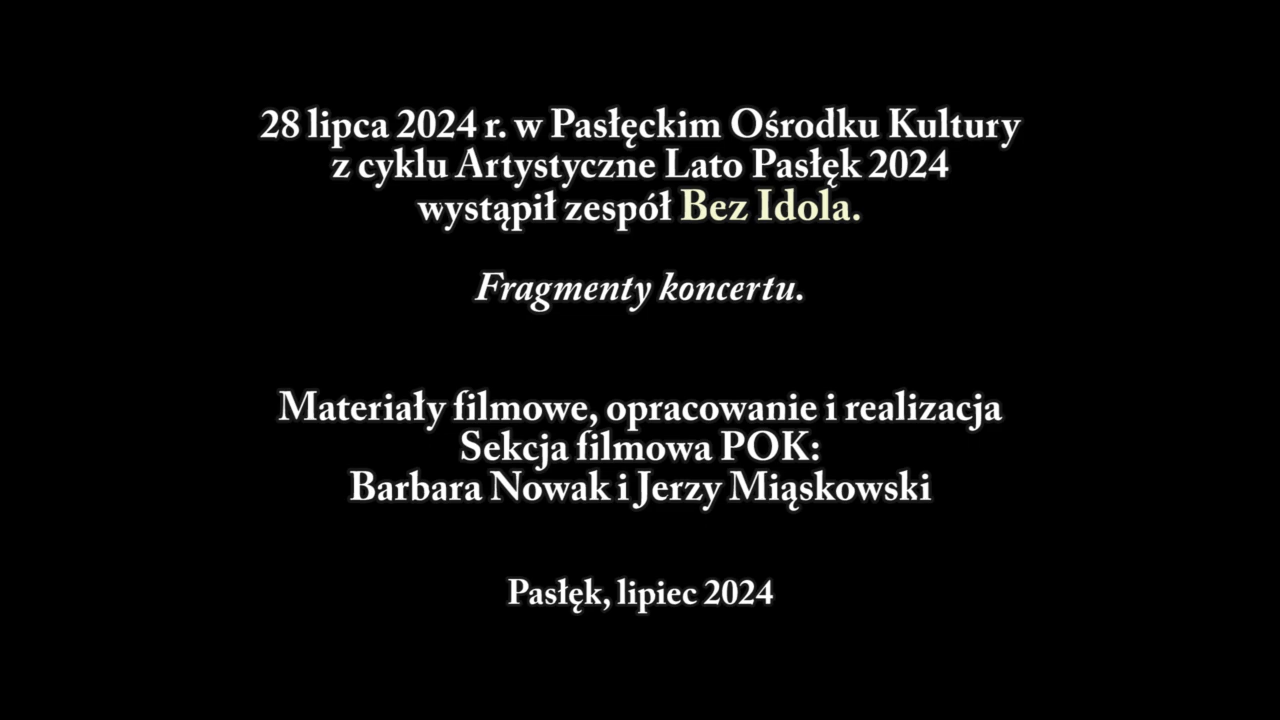 28 lipca 2024 r. w Pasłęckim Ośrodku Kultury
z cyklu Artystyczne Lato Pasłęk 2024
wystąpił zespół Bez Idola.
Fragmenty koncertu.
Materiały filmowe, opracowanie i realizacja
Sekcja filmowa POK:
Barbara Nowak i Jerzy Miąskowski
Pasłęk, lipiec 2024